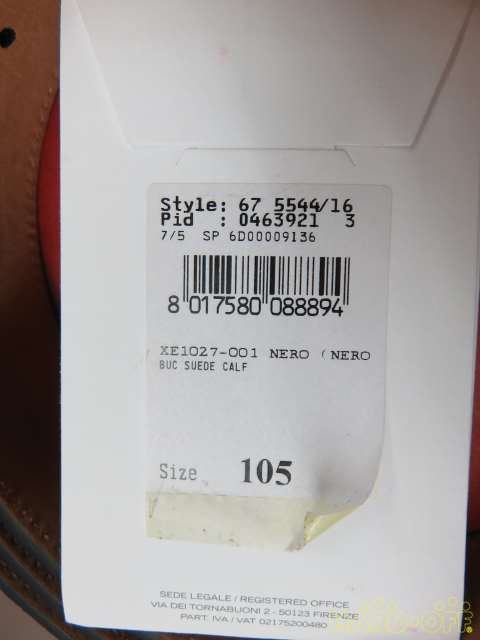 Style: 67 5544/16
Pid : 0463921 3
7/5 SP 6D00009136
8 017580 088894
XE1027-001 NERO (NERO
BUC SUEDE CALF
Size 105
SEDE LEGALE / REGISTERED OFFICE
VIA DEI TORNABUONI 2 - 50123 FIRENZE
PART. IVA / VAT 02175200480